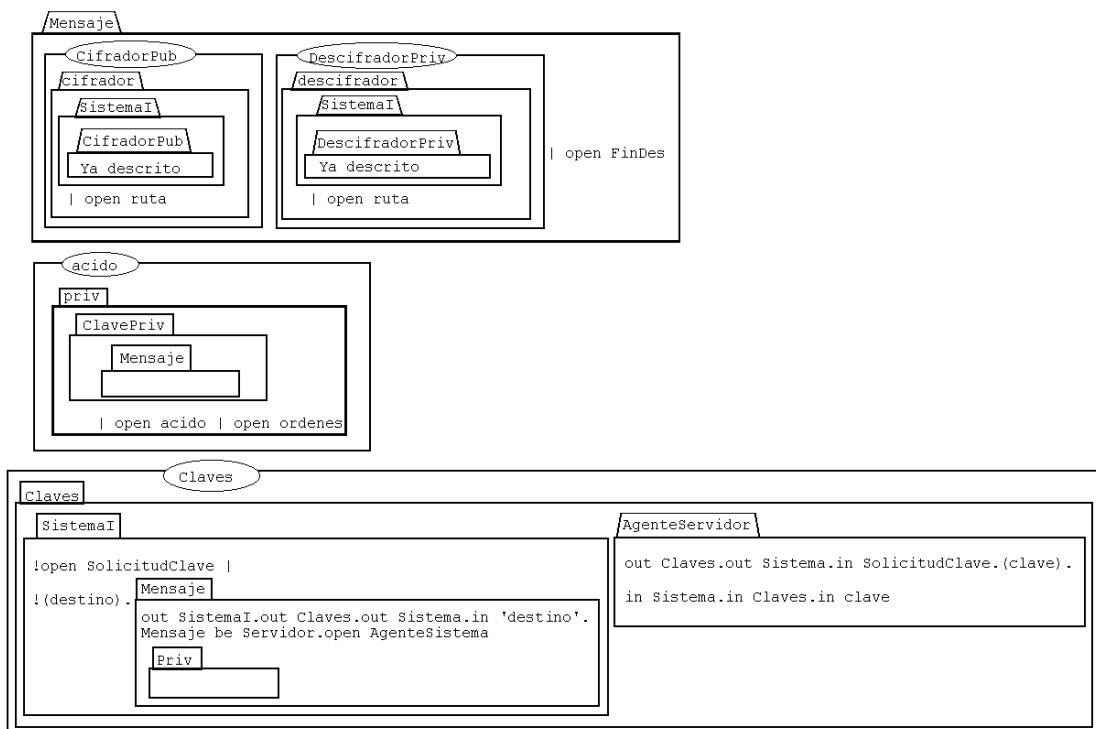 Mensaje
CifradorPub
cifrador
SistemaI
CifradorPub
Ya descrito
| open ruta
DescifradorPriv
descifrador
SistemaI
DescifradorPriv
Ya descrito
| open ruta
| open FinDes
acido
priv
ClavePriv
Mensaje
| open acido | open ordenes
Claves
Claves
SistemaI
!open SolicitudClave |
!(destino).
Mensaje
out SistemaI.out Claves.out Sistema.in 'destino'.
Mensaje be Servidor.open AgenteSistema
Priv
AgenteServidor
out Claves.out Sistema.in SolicitudClave.(clave).
in Sistema.in Claves.in clave